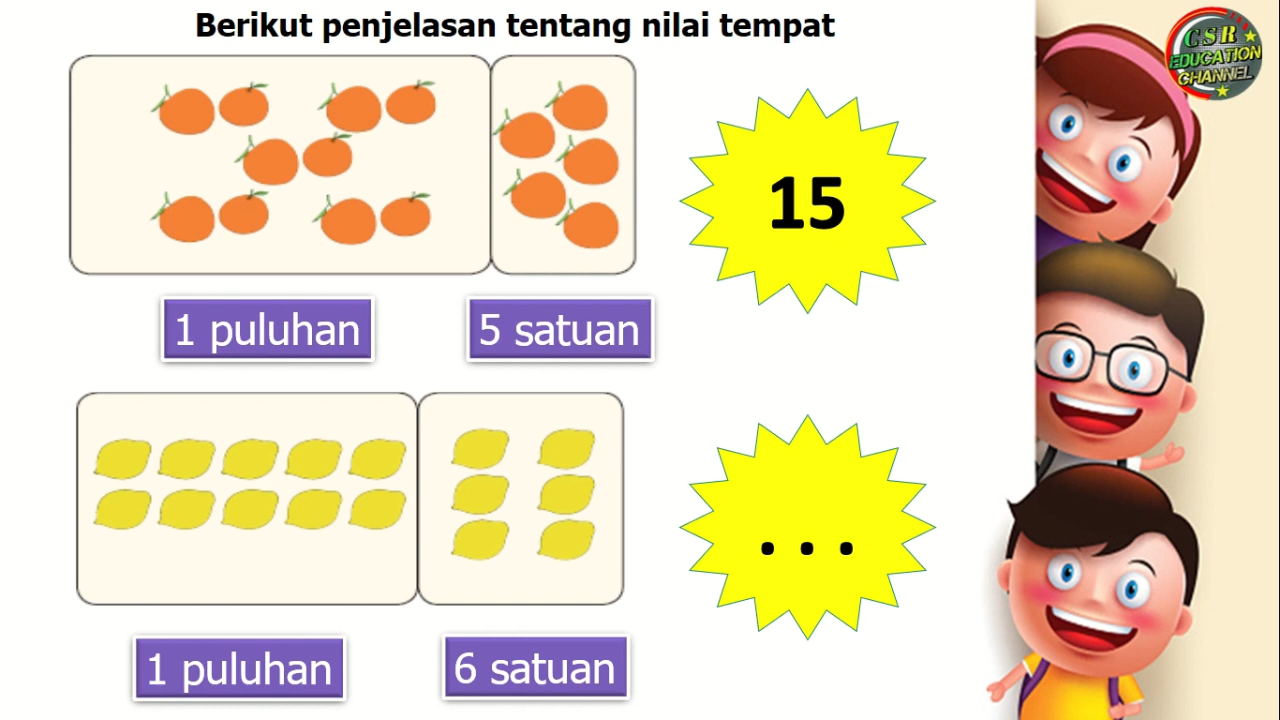 Berikut penjelasan tentang nilai tempat
CSR
EDUCATION
CHANNEL
15
1 puluhan
5 satuan
. . .
1 puluhan
6 satuan